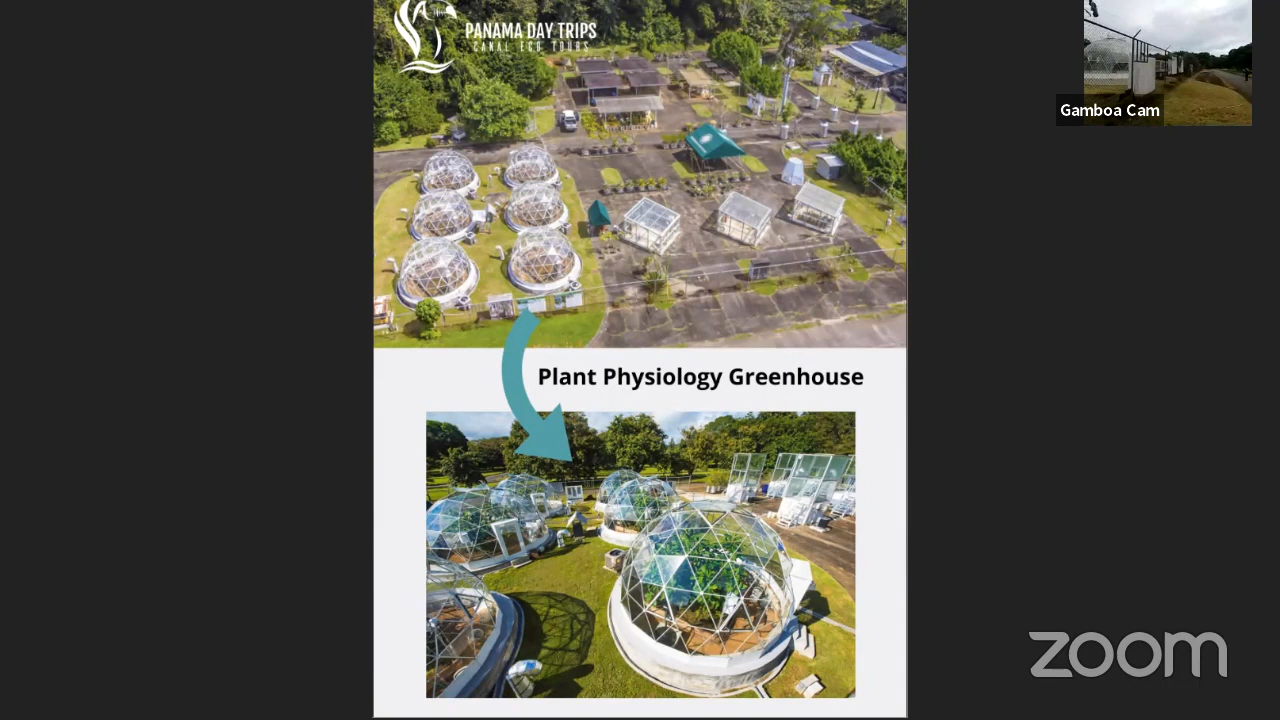 PANAMA DAY TRIPS
CANAL ECO TOURS
Gamboa Cam
Plant Physiology Greenhouse
zoom